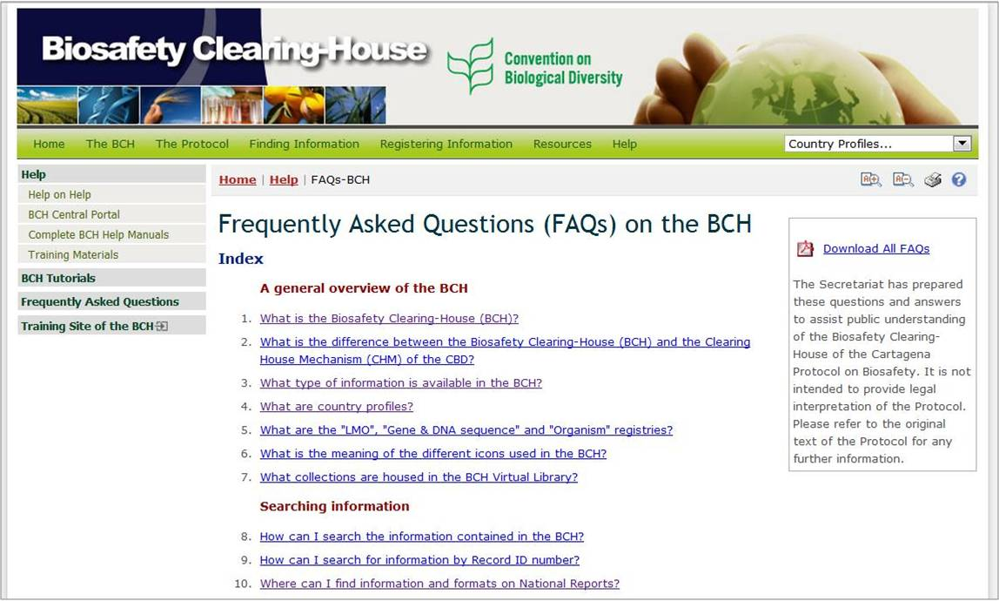 Biosafety Clearing-House
Convention on
Biological Diversity
Home The BCH The Protocol Finding Information Registering Information Resources Help Country Profiles...
Help
Help on Help
BCH Central Portal
Complete BCH Help Manuals
Training Materials
BCH Tutorials
Frequently Asked Questions
Training Site of the BCH
Home | Help | FAQs-BCH
A+ A-
Frequently Asked Questions (FAQs) on the BCH
Index
A general overview of the BCH
1. What is the Biosafety Clearing-House (BCH)?
2. What is the difference between the Biosafety Clearing-House (BCH) and the Clearing
House Mechanism (CHM) of the CBD?
3. What type of information is available in the BCH?
4. What are country profiles?
5. What are the "LMO", "Gene & DNA sequence" and "Organism" registries?
6. What is the meaning of the different icons used in the BCH?
7. What collections are housed in the BCH Virtual Library?
Searching information
8. How can I search the information contained in the BCH?
9. How can I search for information by Record ID number?
10. Where can I find information and formats on National Reports?
Download All FAQs
The Secretariat has prepared
these questions and answers
to assist public understanding
of the Biosafety Clearing-
House of the Cartagena
Protocol on Biosafety. It is not
intended to provide legal
interpretation of the Protocol.
Please refer to the original
text of the Protocol for any
further information.